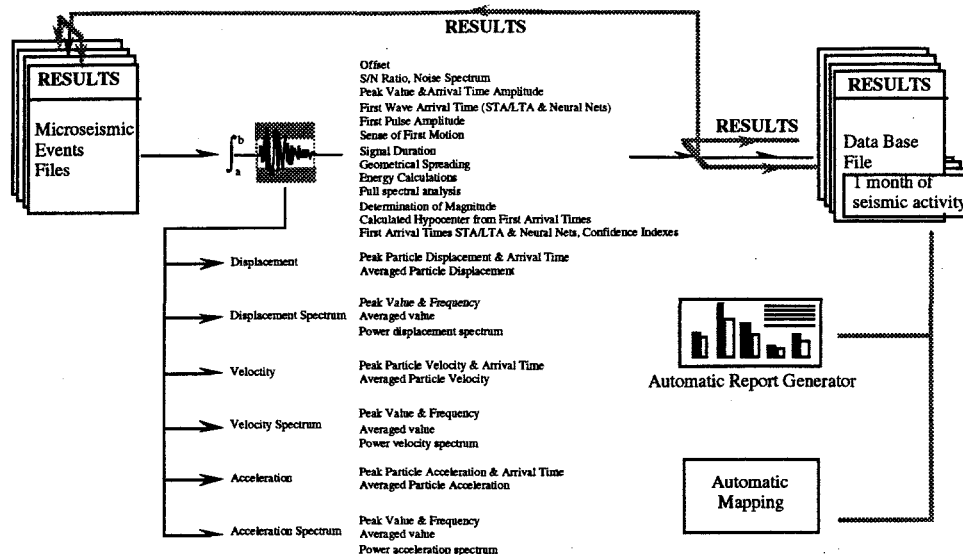 RESULTS
RESULTS
Microseismic
Events
Files
b
∫
a
Offset
S/N Ratio, Noise Spectrum
Peak Value &Arrival Time Amplitude
First Wave Arrival Time (STA/LTA & Neural Nets)
First Pulse Amplitude
Sense of First Motion
Signal Duration
Geometrical Spreading
Energy Calculations
Full spectral analysis
Determination of Magnitude
Calculated Hypocenter from First Arrival Times
First Arrival Times STA/LTA & Neural Nets, Confidence Indexes
RESULTS
RESULTS
Data Base
File
1 month of
seismic activity
Displacement
Peak Particle Displacement & Arrival Time
Averaged Particle Displacement
Displacement Spectrum
Peak Value & Frequency
Averaged value
Power displacement spectrum
Veloctity
Peak Particle Velocity & Arrival Time
Averaged Particle Velocity
Velocity Spectrum
Peak Value & Frequency
Averaged value
Power velocity spectrum
Acceleration
Peak Particle Acceleration & Arrival Time
Averaged Particle Acceleration
Acceleration Spectrum
Peak Value & Frequency
Averaged value
Power acceleration spectrum
Automatic Report Generator
Automatic
Mapping